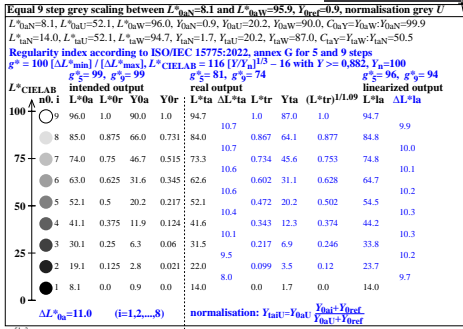 Equal 9 step grey scaling between L*0aN=8.1 and L*0aW=95.9, Y0ref=0.9, normalisation grey U
L*0aN=8.1, L*0aU=52.1, L*0aW=96.0, Y0aN=0.9, Y0aU=20.2, Y0aW=90.0, C0aY=Y0aW:Y0aN=99.9
L*taN=14.0, L*taU=52.1, L*taW=94.7, YtaN=1.7, YtaU=20.2, YtaW=87.0, CtaY=YtaW:YtaN=50.5
Regularity index according to ISO/IEC 15775:2022, annex G for 5 and 9 steps
g* = 100 [ΔL*min] / [ΔL*max], L*CIELAB = 116 [Y/Yn]1/3 – 16 with Y >= 0,882, Yn=100
g*5= 99, g*9= 99 g*5= 81, g*9= 74 g*5= 96, g*9= 94
L*CIELAB intended output real output linearized output
n0. i L*0a L*0r Y0a Y0r L*ta ΔL*ta L*tr Yta (L*tr)1/1.09 L*la ΔL*la
100 9 96.0 1.0 90.0 1.0 94.7 1.0 87.0 1.0 94.7
10.7 9.9
8 85.0 0.875 66.0 0.731 84.0 0.867 64.1 0.877 84.8
10.7 10.0
75 7 74.0 0.75 46.7 0.515 73.3 0.734 45.6 0.753 74.8
10.6 10.1
6 63.0 0.625 31.6 0.345 62.6 0.602 31.1 0.628 64.7
10.6 10.2
50 5 52.1 0.5 20.2 0.217 52.1 0.472 20.2 0.502 54.5
10.4 10.3
4 41.1 0.375 11.9 0.124 41.6 0.343 12.3 0.374 44.2
10.1 10.3
25 3 30.1 0.25 6.3 0.06 31.5 0.217 6.9 0.246 33.8
9.5 10.2
2 19.1 0.125 2.8 0.021 22.0 0.099 3.5 0.12 23.7
8.0 9.7
0 1 8.1 0.0 0.9 0.0 14.0 0.0 1.7 0.0 14.0
ΔL*0a=11.0 (i=1,2,...,8) normalisation: YtaiU=Y0aU Y0ai+Y0ref
Y0aU+Y0ref